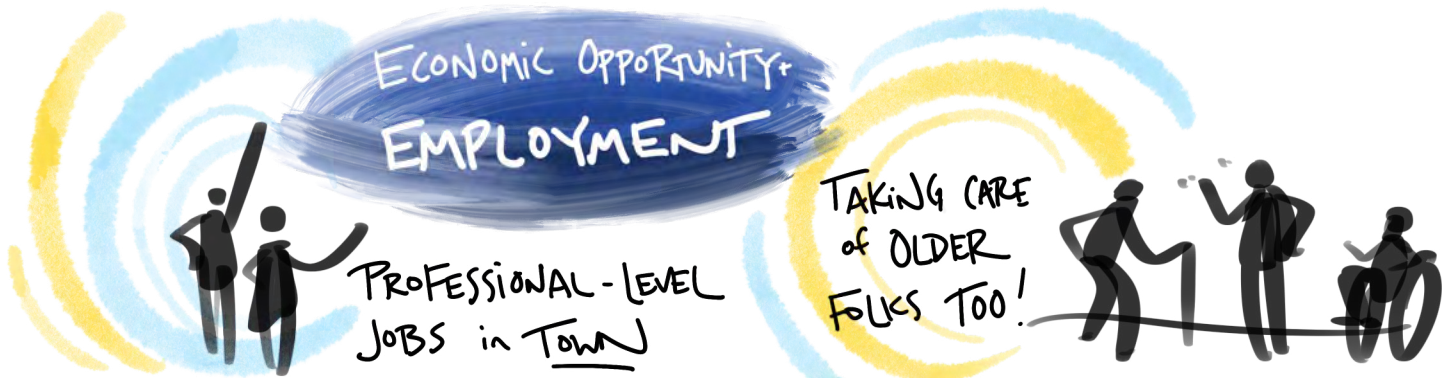 ECONOMIC OPPORTUNITY+
EMPLOYMENT
PROFESSIONAL-LEVEL
JOBS in TOWN
TAKING CARE
of OLDER
FOLKS TOO!